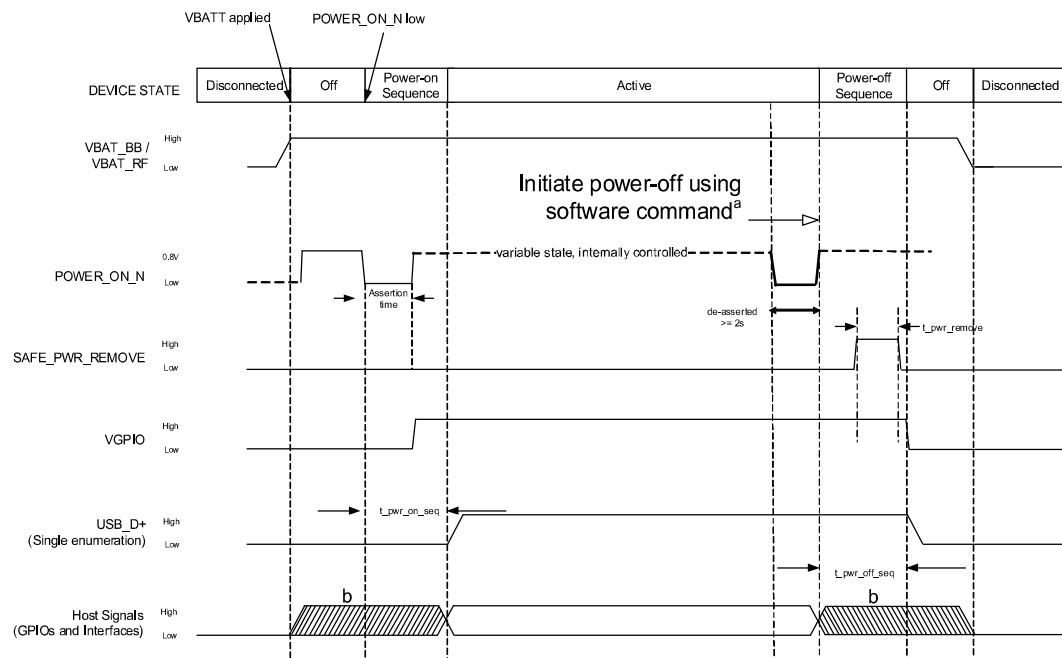 VBATT applied
POWER_ON_N low
DEVICE STATE
Disconnected
Off
Power-on
Sequence
Active
Power-off
Sequence
Off
Disconnected
VBAT_BB /
VBAT_RF
High
Low
Initiate power-off using
software command^a
POWER_ON_N
0.8V
Low
variable state, internally controlled
Assertion
time
de-asserted
>= 2s
SAFE_PWR_REMOVE
High
Low
t_pwr_remove
VGPIO
High
Low
t_pwr_on_seq
USB_D+
(Single enumeration)
High
Low
t_pwr_off_seq
Host Signals
(GPIOs and Interfaces)
High
Low
b
b